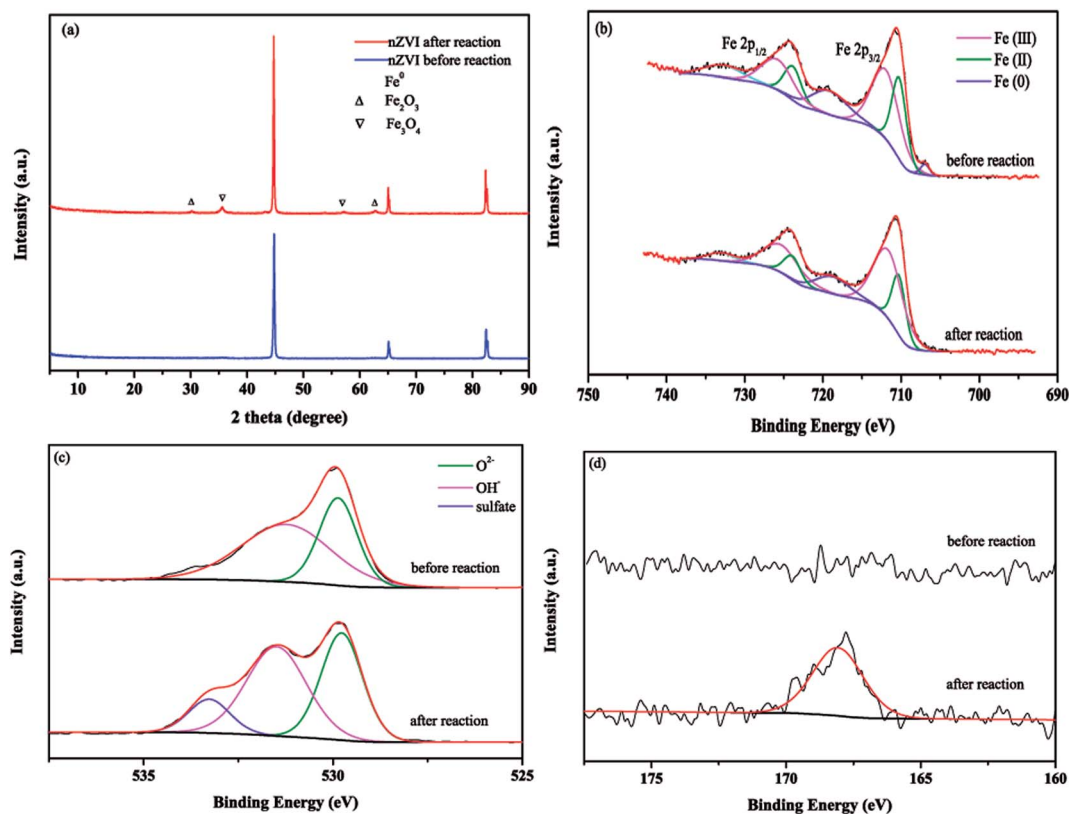 (a)
nZVI after reaction
nZVI before reaction
Fe⁰
Δ Fe₂O₃
∇ Fe₃O₄
Δ ∇ ∇ Δ
Intensity (a.u.)
10 20 30 40 50 60 70 80 90
2 theta (degree)
(b)
Fe 2p₁/₂
Fe 2p₃/₂
Fe (III)
Fe (II)
Fe (0)
before reaction
after reaction
Intensity (a.u.)
750 740 730 720 710 700 690
Binding Energy (eV)
(c)
O²⁻
OH⁻
sulfate
before reaction
after reaction
Intensity (a.u.)
535 530 525
Binding Energy (eV)
(d)
before reaction
after reaction
Intensity (a.u.)
175 170 165 160
Binding Energy (eV)